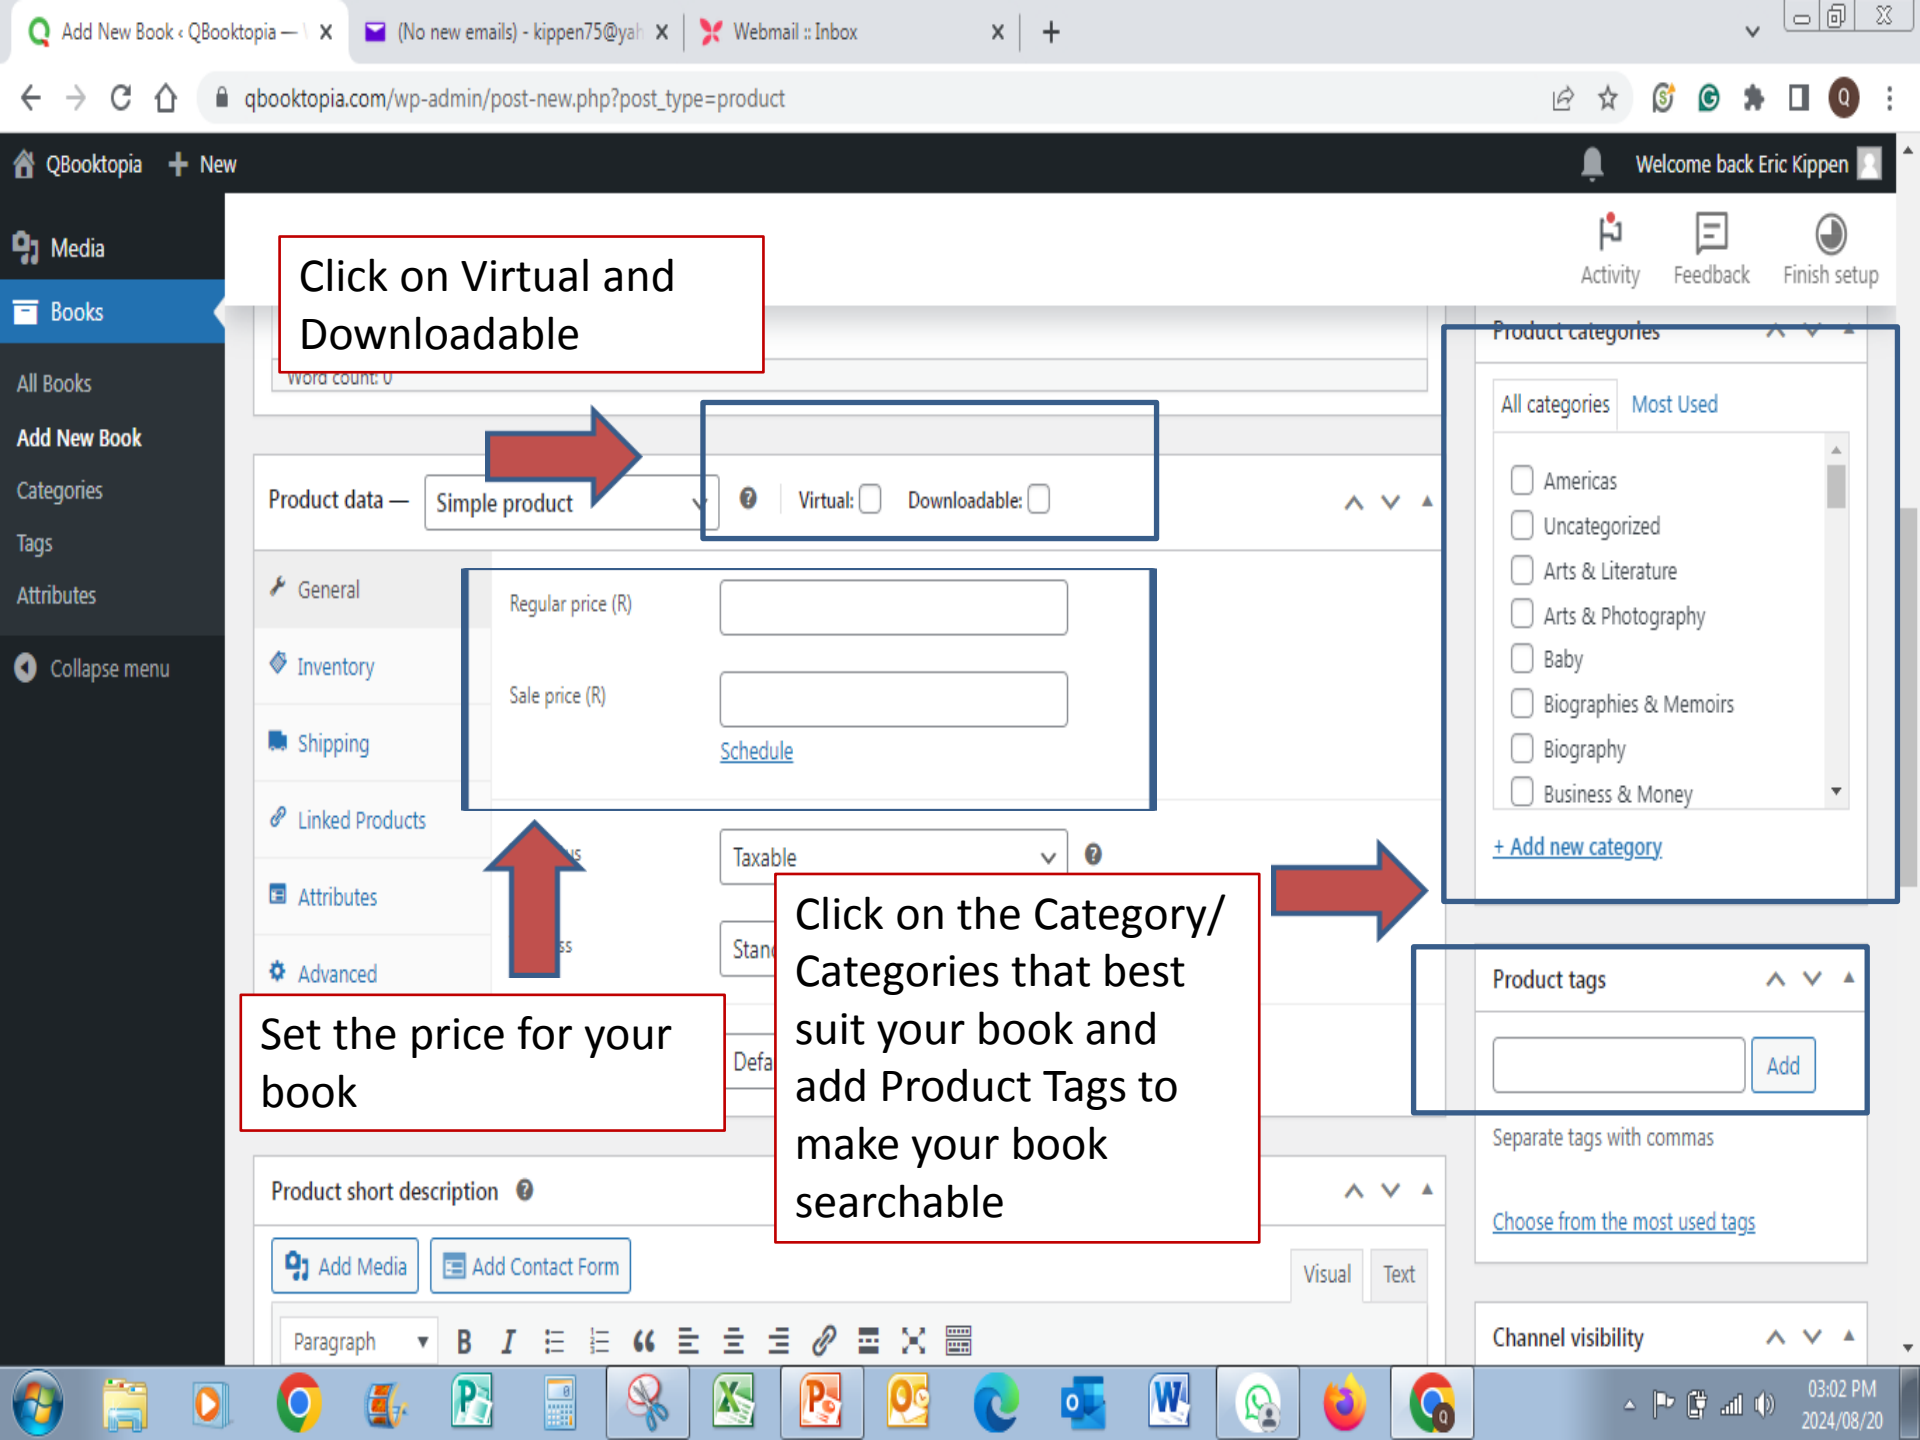 Add New Book ‹ QBooktopia —
(No new emails) - kippen75@yah
Webmail :: Inbox
qbooktopia.com/wp-admin/post-new.php?post_type=product
QBooktopia
New
Welcome back Eric Kippen
Media
Books
All Books
Add New Book
Categories
Tags
Attributes
Collapse menu
Activity
Feedback
Finish setup
Click on Virtual and
Downloadable
Word count: 0
Product data —
Simple product
Virtual:
Downloadable:
General
Inventory
Shipping
Linked Products
Attributes
Advanced
Regular price (R)
Sale price (R)
Schedule
us
Taxable
ss
Stan
Defa
Set the price for your
book
Click on the Category/
Categories that best
suit your book and
add Product Tags to
make your book
searchable
Product short description
Add Media
Add Contact Form
Visual
Text
Paragraph
Product categories
All categories
Most Used
Americas
Uncategorized
Arts & Literature
Arts & Photography
Baby
Biographies & Memoirs
Biography
Business & Money
+ Add new category
Product tags
Add
Separate tags with commas
Choose from the most used tags
Channel visibility
03:02 PM
2024/08/20